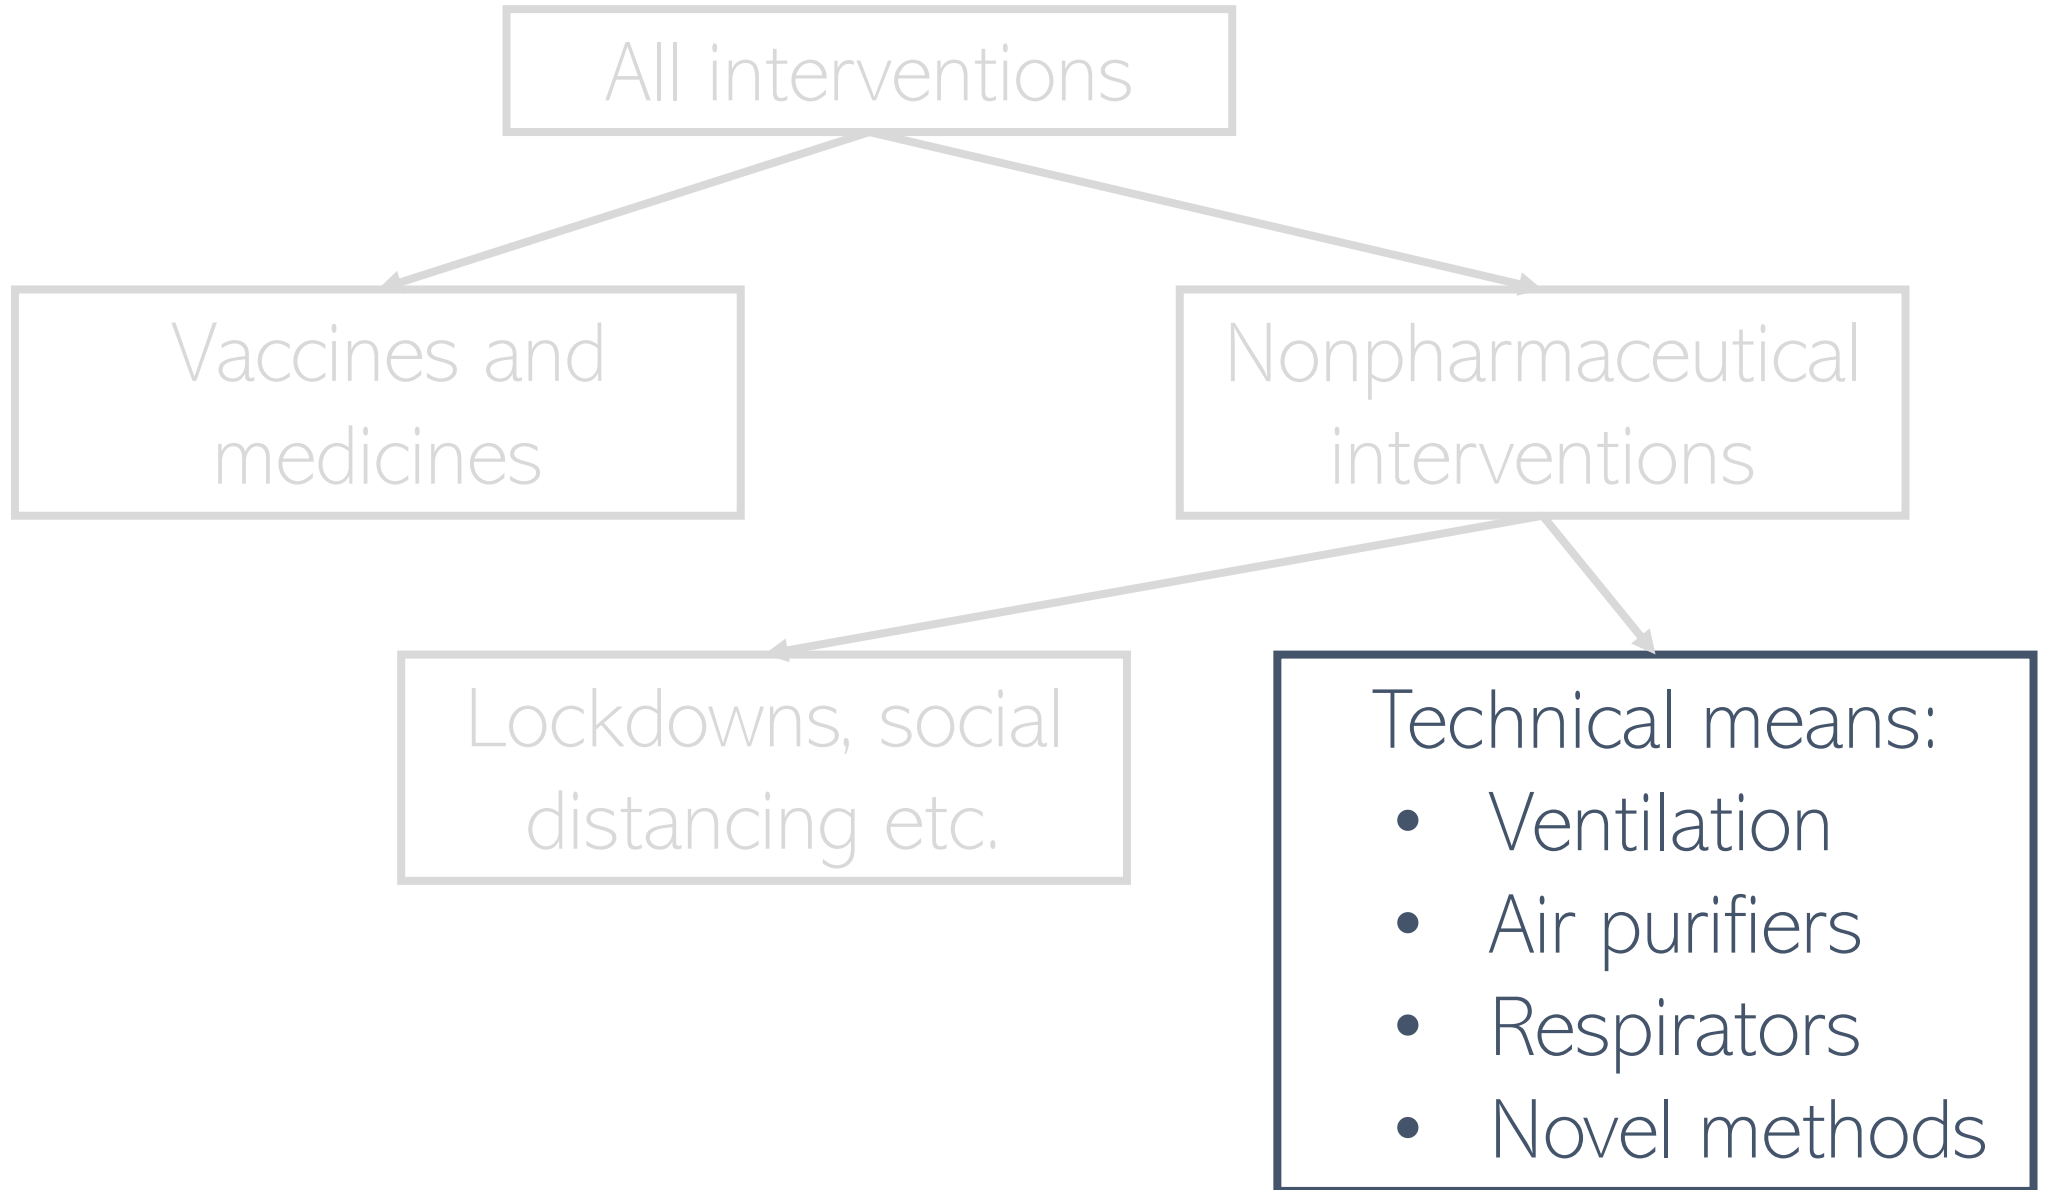 All interventions
Vaccines and
medicines
Nonpharmaceutical
interventions
Lockdowns, social
distancing etc.
Technical means:
• Ventilation
• Air purifiers
• Respirators
• Novel methods